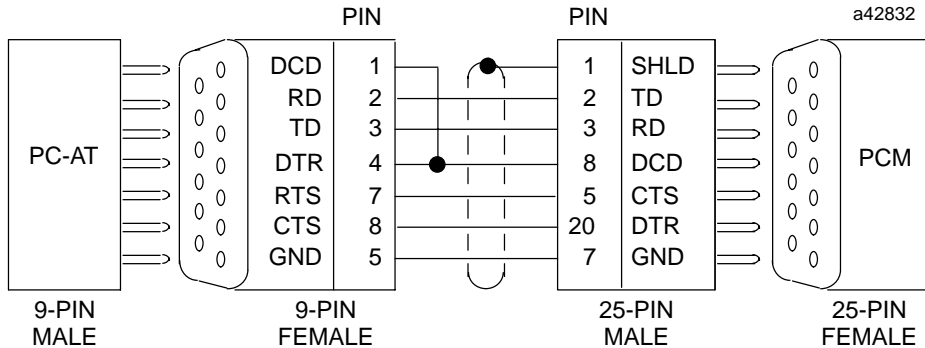 PIN PIN a42832
DCD 1 1 SHLD
RD 2 2 TD
TD 3 3 RD
PC-AT DTR 4 8 DCD PCM
RTS 7 5 CTS
CTS 8 20 DTR
GND 5 7 GND
9-PIN 9-PIN 25-PIN 25-PIN
MALE FEMALE MALE FEMALE